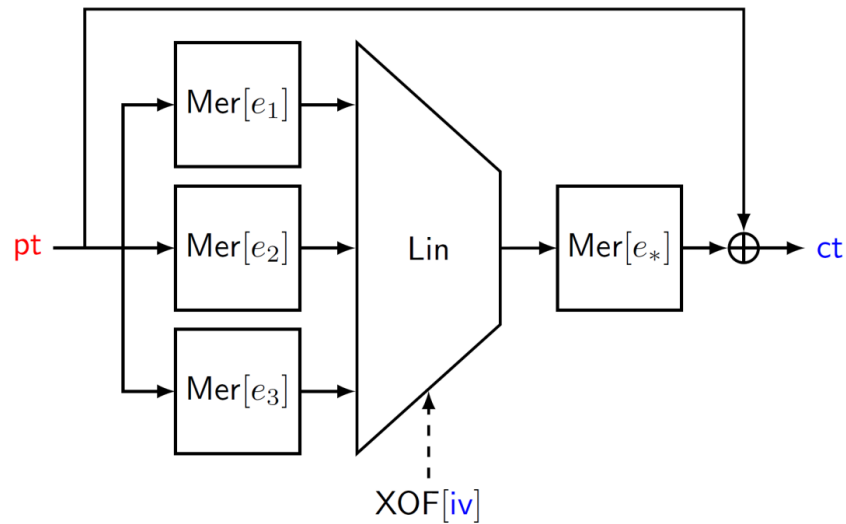 Mer[e₁]
pt
Mer[e₂]
Lin
Mer[e∗]
ct
Mer[e₃]
XOF[iv]